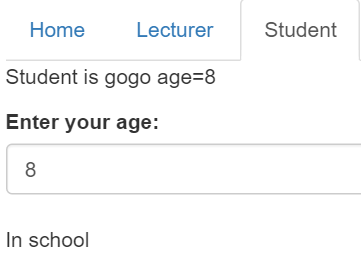 Home Lecturer Student
Student is gogo age=8
Enter your age:
8
In school